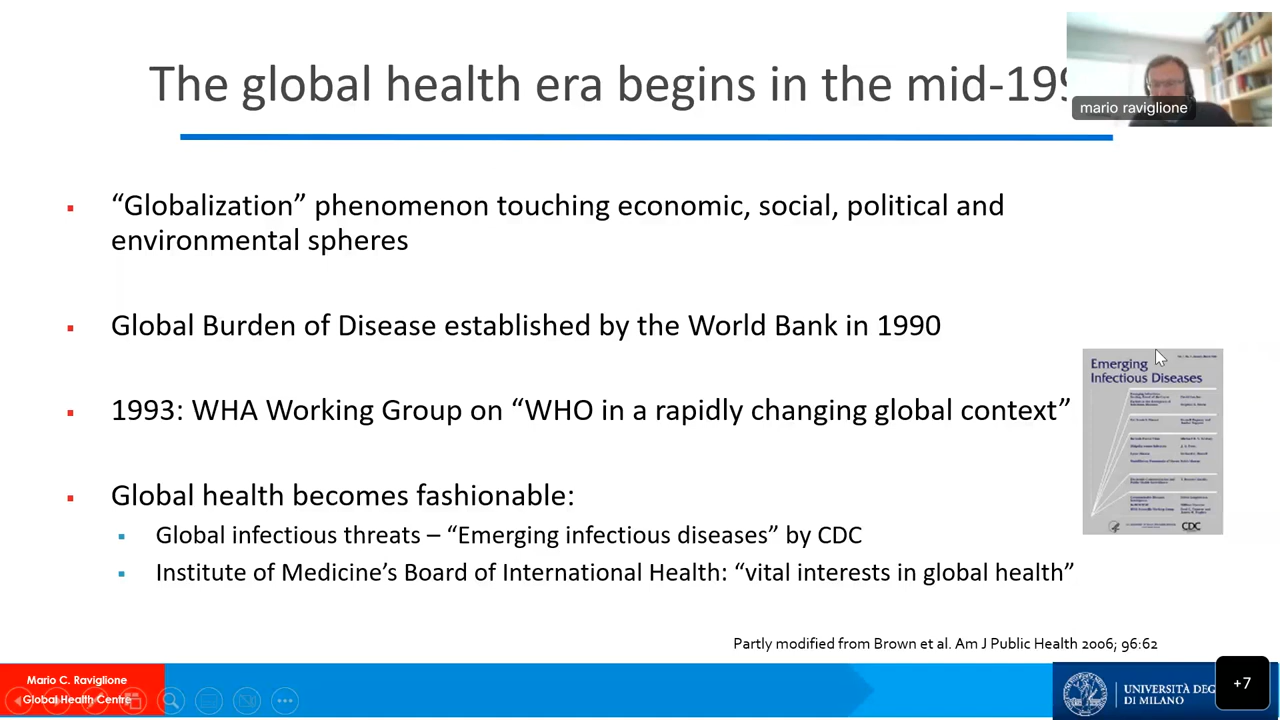 The global health era begins in the mid-199
mario raviglione
“Globalization” phenomenon touching economic, social, political and
environmental spheres
Global Burden of Disease established by the World Bank in 1990
1993: WHA Working Group on “WHO in a rapidly changing global context”
Emerging
Infectious Diseases
CDC
Global health becomes fashionable:
Global infectious threats – “Emerging infectious diseases” by CDC
Institute of Medicine’s Board of International Health: “vital interests in global health”
Partly modified from Brown et al. Am J Public Health 2006; 96:62
Mario C. Raviglione
Global Health Centre
UNIVERSITÀ DEG
DI MILANO
+7